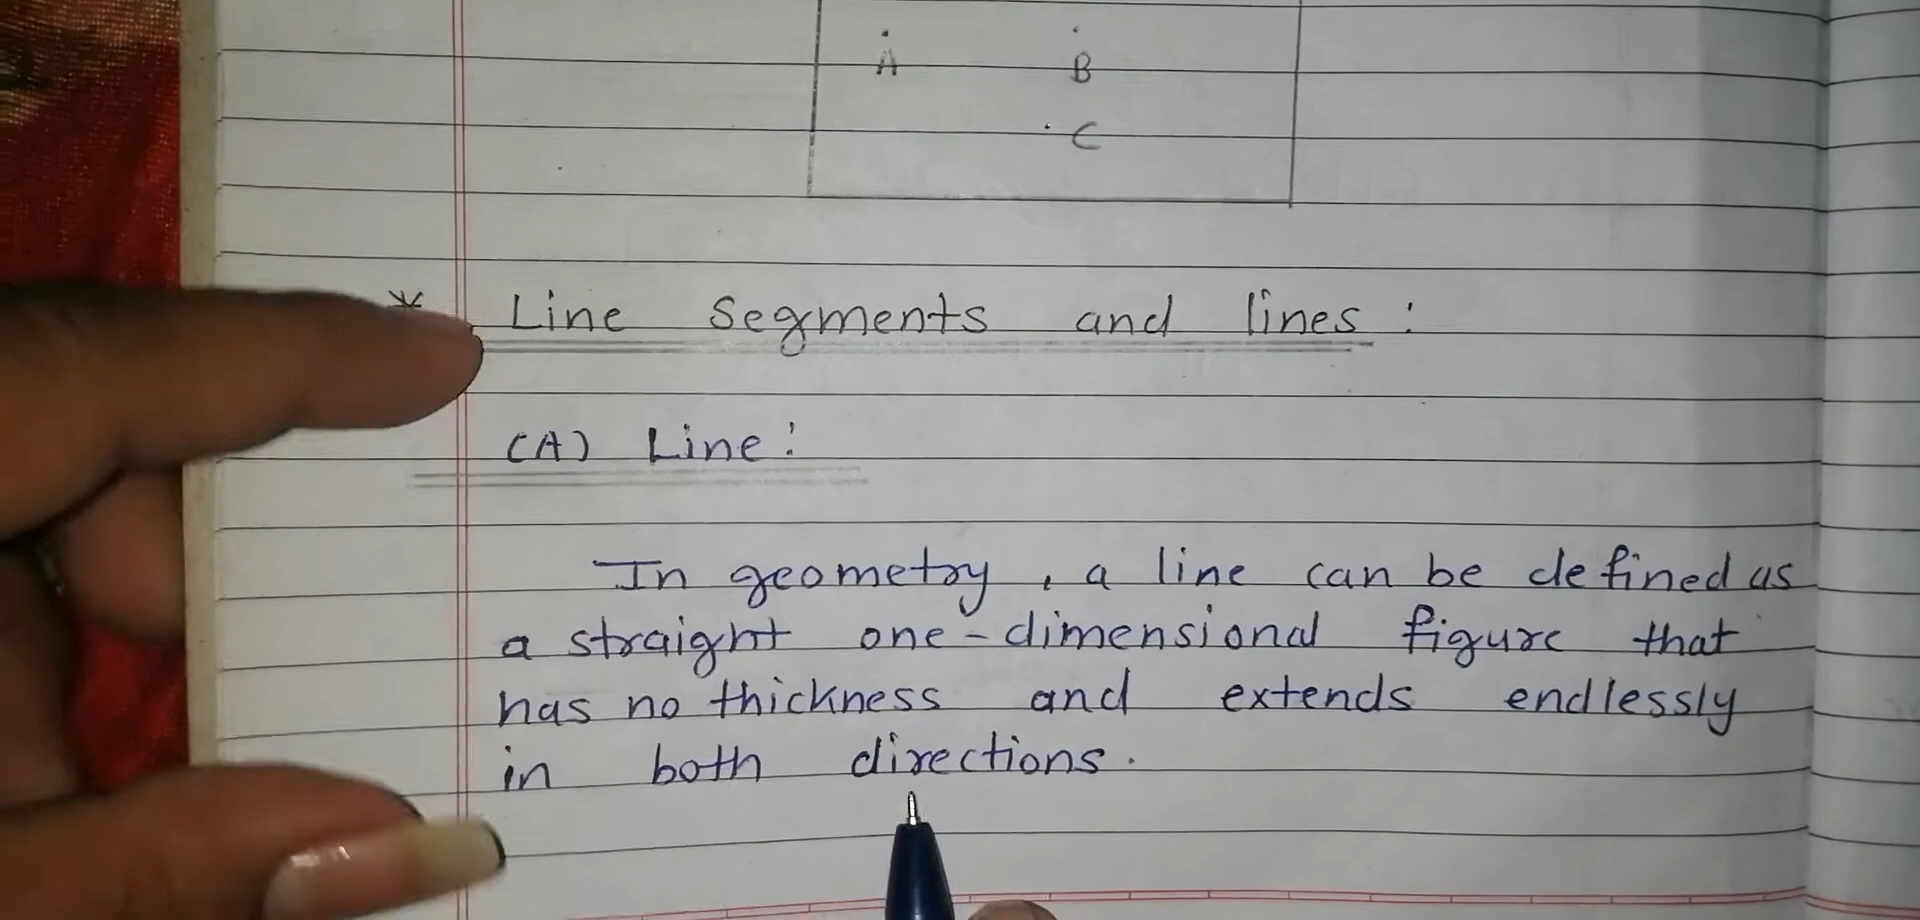 A B
C
* Line Segments and lines :
(A) Line :
In geometry, a line can be defined as
a straight one-dimensional figure that
has no thickness and extends endlessly
in both directions.